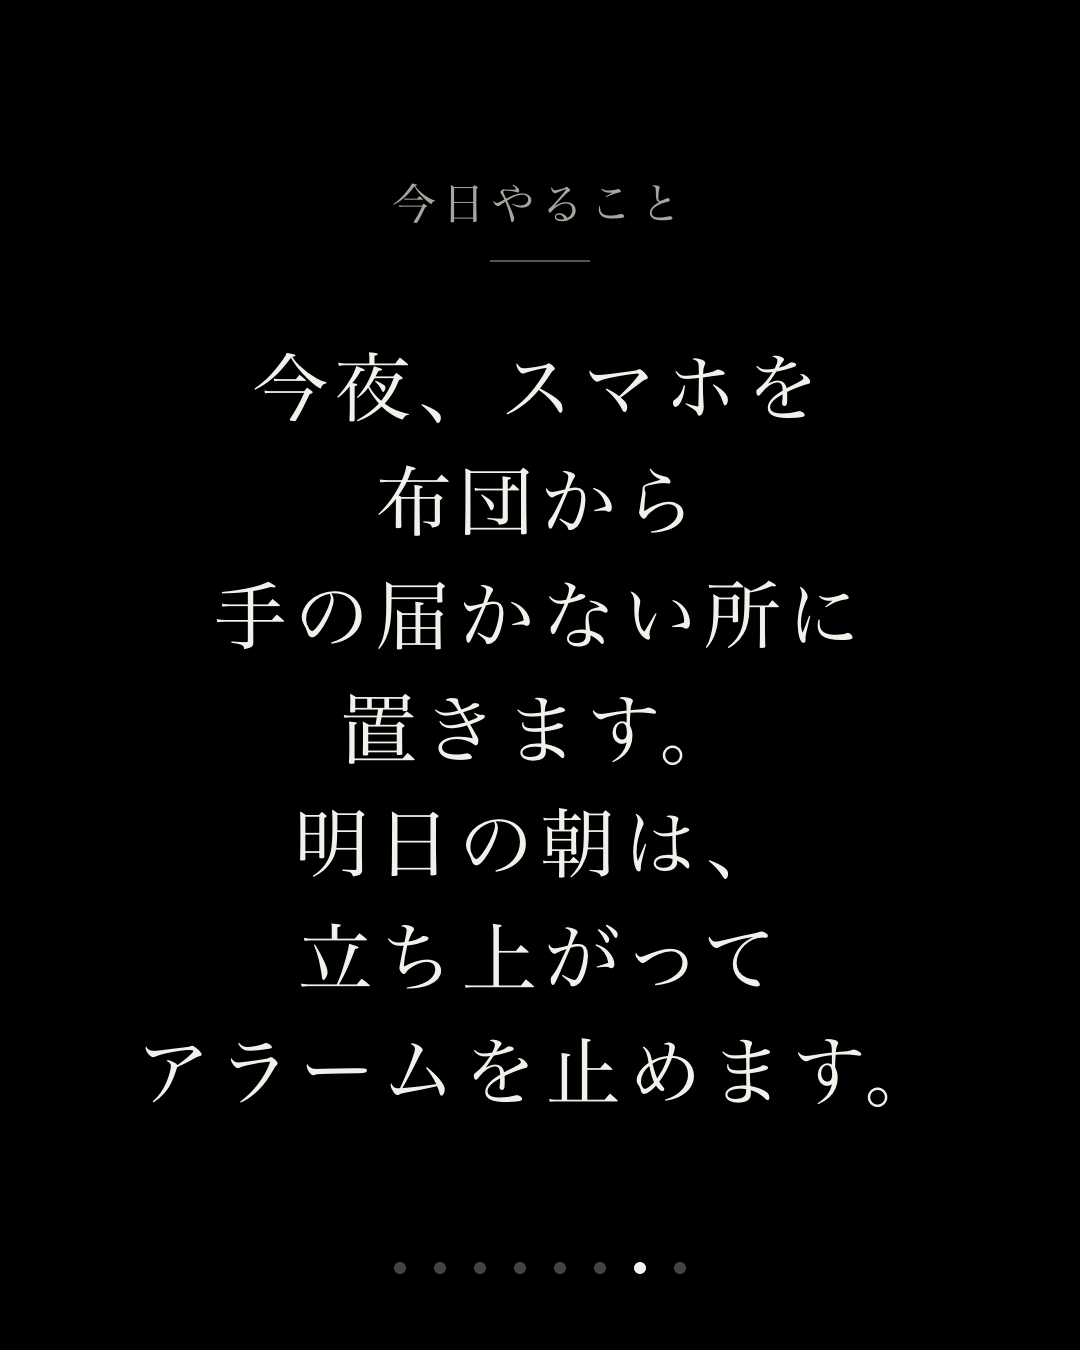 今日やること
今夜、スマホを
布団から
手の届かない所に
置きます。
明日の朝は、
立ち上がって
アラームを止めます。